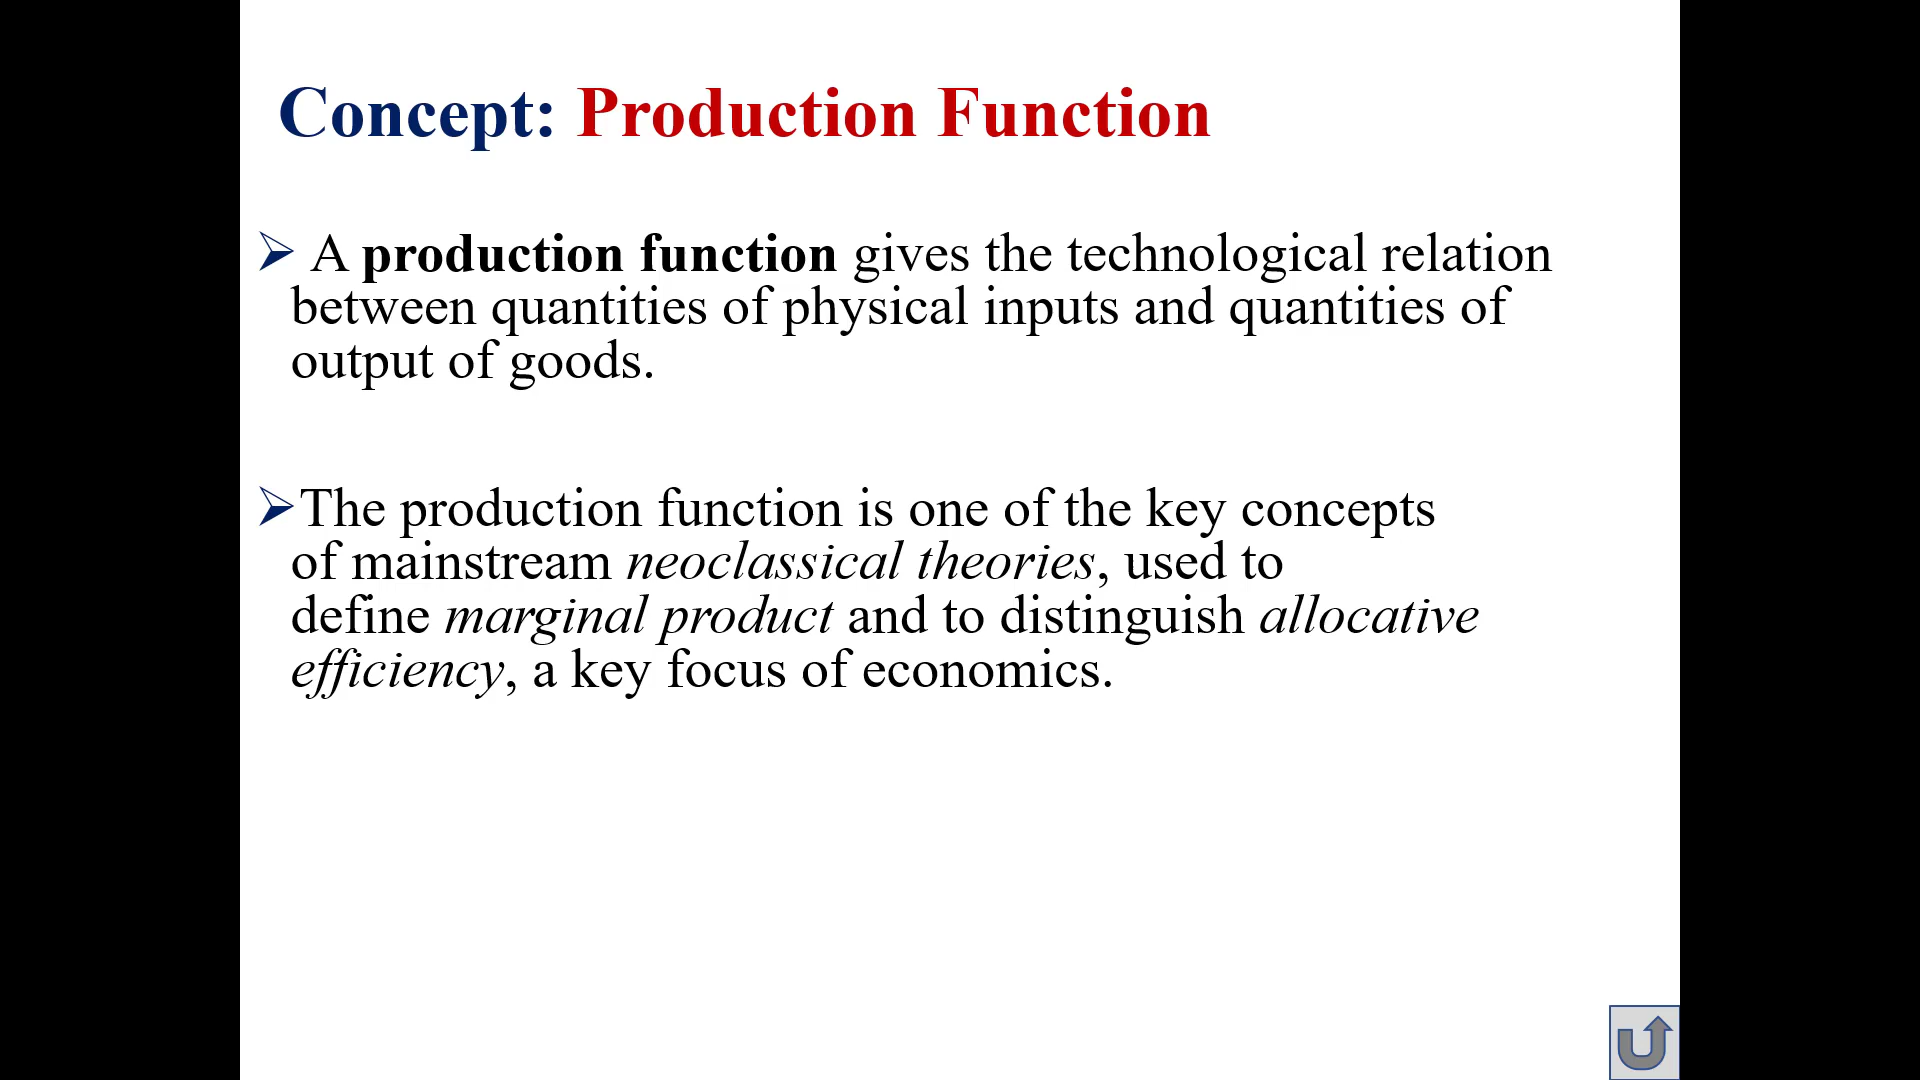 Concept: Production Function
A production function gives the technological relation
between quantities of physical inputs and quantities of
output of goods.
The production function is one of the key concepts
of mainstream neoclassical theories, used to
define marginal product and to distinguish allocative
efficiency, a key focus of economics.